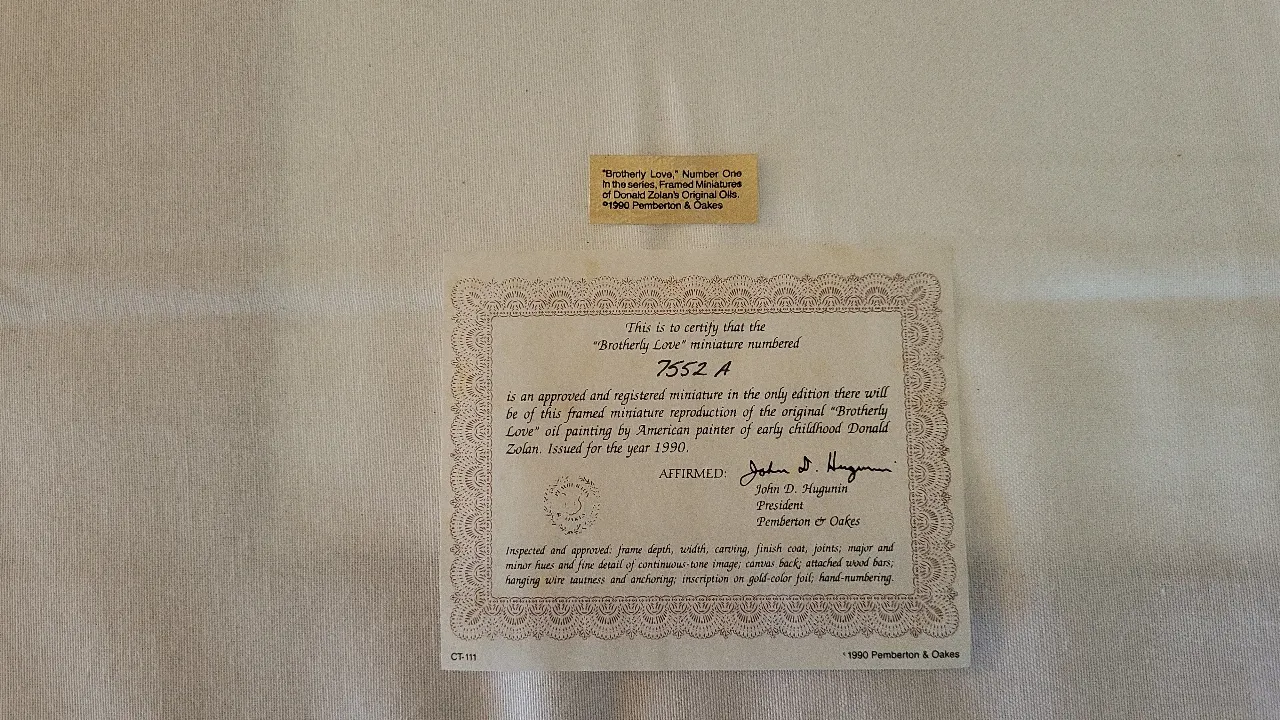 "Brotherly Love," Number One
in the series, Framed Miniatures
of Donald Zolan's Original Oils.
©1990 Pemberton & Oakes
This is to certify that the
"Brotherly Love" miniature numbered
7552 A
is an approved and registered miniature in the only edition there will
be of this framed miniature reproduction of the original "Brotherly
Love" oil painting by American painter of early childhood Donald
Zolan. Issued for the year 1990.
AFFIRMED: John D. Hugunin
John D. Hugunin
President
Pemberton & Oakes
Inspected and approved: frame depth, width, carving, finish coat, joints; major and
minor hues and fine detail of continuous-tone image; canvas back; attached wood bars;
hanging wire tautness and anchoring; inscription on gold-color foil; hand-numbering.
CT-111
©1990 Pemberton & Oakes